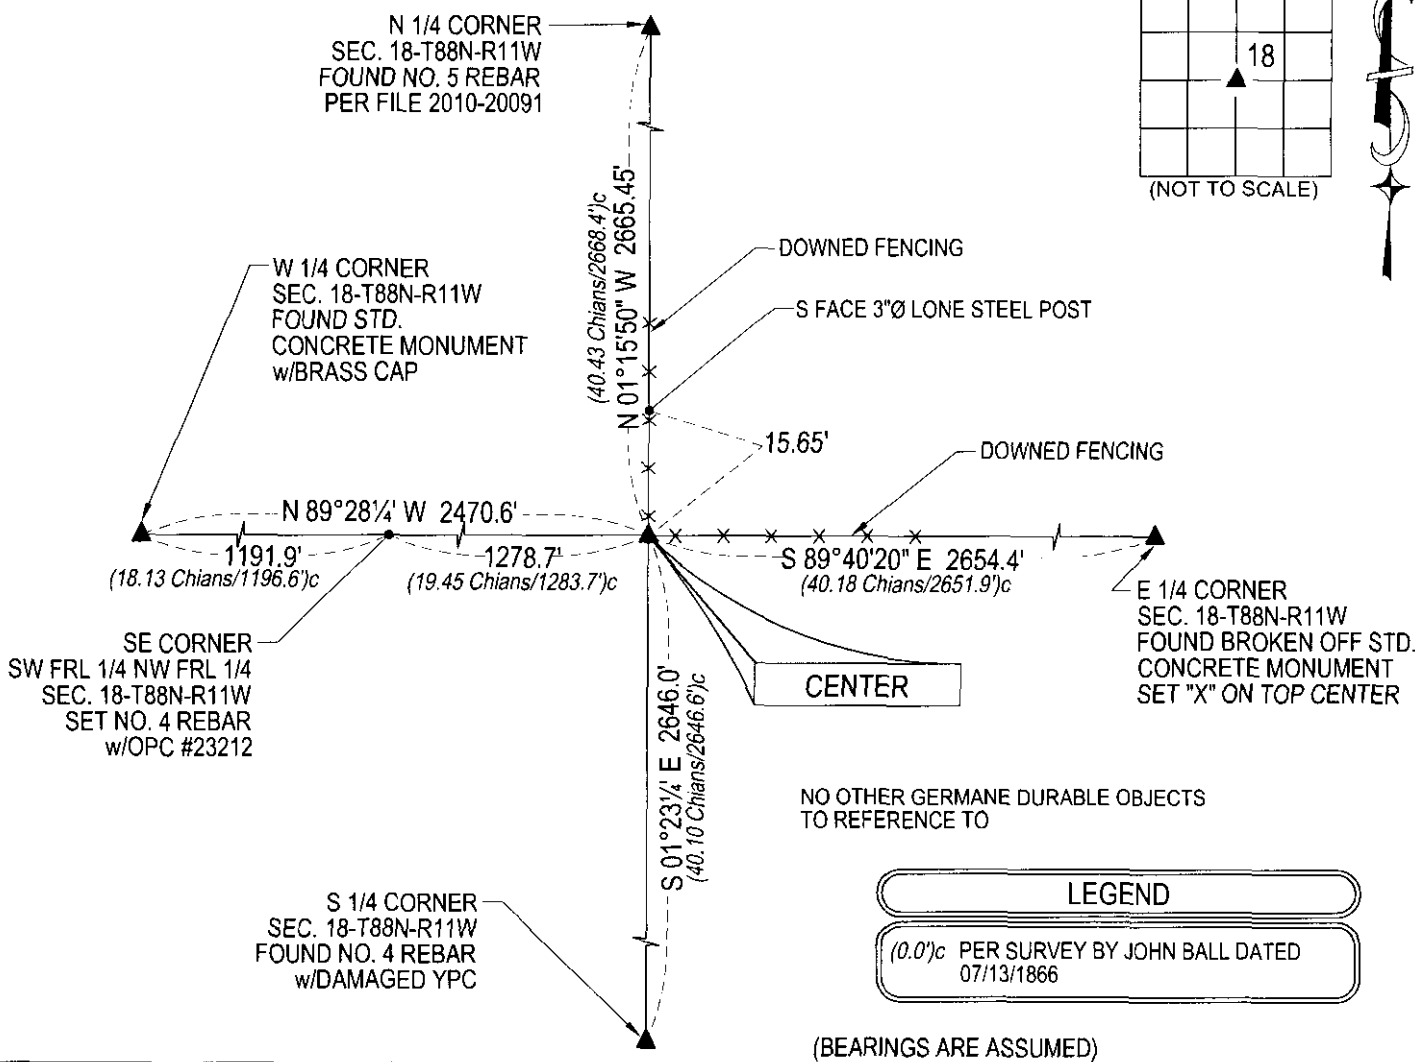 N 1/4 CORNER
SEC. 18-T88N-R11W
FOUND NO. 5 REBAR
PER FILE 2010-20091
18
(NOT TO SCALE)
W 1/4 CORNER
SEC. 18-T88N-R11W
FOUND STD.
CONCRETE MONUMENT
w/BRASS CAP
(40.43 Chians/2668.4')c
N 01°15'50" W 2665.45'
DOWNED FENCING
S FACE 3"Ø LONE STEEL POST
15.65'
DOWNED FENCING
N 89°28¼' W 2470.6'
1191.9'
(18.13 Chians/1196.6')c
1278.7'
(19.45 Chians/1283.7')c
S 89°40'20" E 2654.4'
(40.18 Chians/2651.9')c
E 1/4 CORNER
SEC. 18-T88N-R11W
FOUND BROKEN OFF STD.
CONCRETE MONUMENT
SET "X" ON TOP CENTER
SE CORNER
SW FRL 1/4 NW FRL 1/4
SEC. 18-T88N-R11W
SET NO. 4 REBAR
w/OPC #23212
CENTER
S 01°23¼' E 2646.0'
(40.10 Chians/2646.6')c
NO OTHER GERMANE DURABLE OBJECTS
TO REFERENCE TO
S 1/4 CORNER
SEC. 18-T88N-R11W
FOUND NO. 4 REBAR
w/DAMAGED YPC
LEGEND
(0.0')c PER SURVEY BY JOHN BALL DATED
07/13/1866
(BEARINGS ARE ASSUMED)